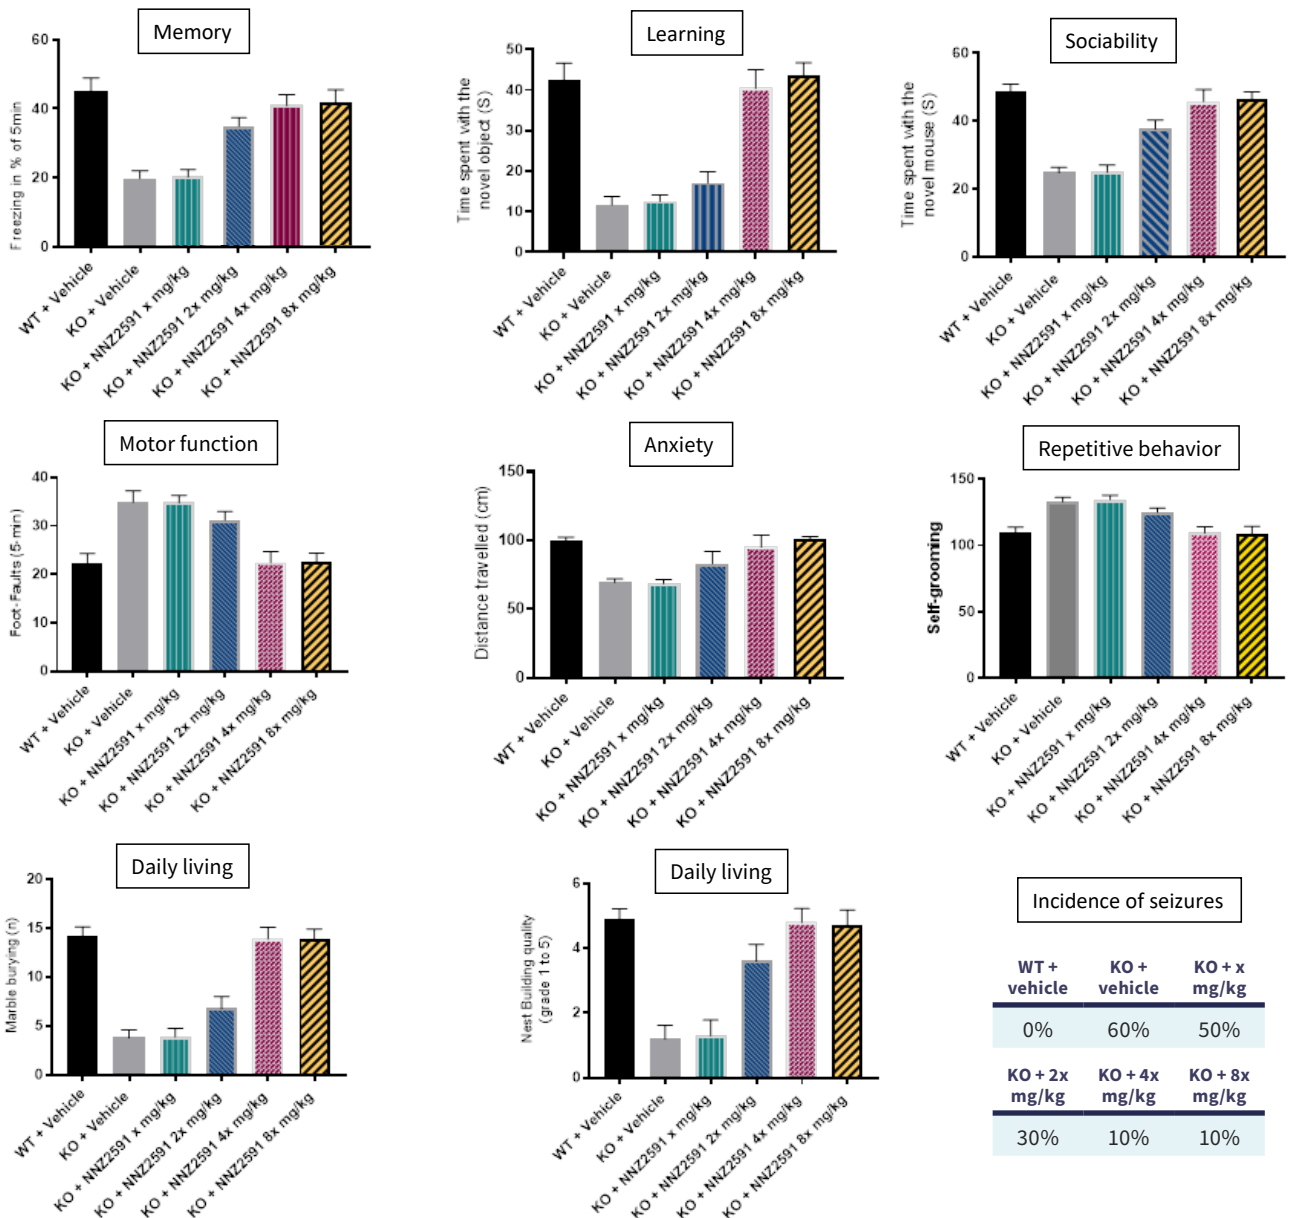 Memory
Freezing in % of 5min
60
40
20
0
WT + Vehicle
KO + Vehicle
KO + NNZ2591 x mg/kg
KO + NNZ2591 2x mg/kg
KO + NNZ2591 4x mg/kg
KO + NNZ2591 8x mg/kg
Learning
Time spent with the
novel object (S)
50
40
30
20
10
0
WT + Vehicle
KO + Vehicle
KO + NNZ2591 x mg/kg
KO + NNZ2591 2x mg/kg
KO + NNZ2591 4x mg/kg
KO + NNZ2591 8x mg/kg
Sociability
Time spent with the
novel mouse (S)
60
40
20
0
WT + Vehicle
KO + Vehicle
KO + NNZ2591 x mg/kg
KO + NNZ2591 2x mg/kg
KO + NNZ2591 4x mg/kg
KO + NNZ2591 8x mg/kg
Motor function
Foot-Faults (5-min)
40
30
20
10
0
WT + Vehicle
KO + Vehicle
KO + NNZ2591 x mg/kg
KO + NNZ2591 2x mg/kg
KO + NNZ2591 4x mg/kg
KO + NNZ2591 8x mg/kg
Anxiety
Distance travelled (cm)
150
100
50
0
WT + Vehicle
KO + Vehicle
KO + NNZ2591 x mg/kg
KO + NNZ2591 2x mg/kg
KO + NNZ2591 4x mg/kg
KO + NNZ2591 8x mg/kg
Repetitive behavior
Self-grooming
150
100
50
0
WT + Vehicle
KO + Vehicle
KO + NNZ2591 x mg/kg
KO + NNZ2591 2x mg/kg
KO + NNZ2591 4x mg/kg
KO + NNZ2591 8x mg/kg
Daily living
Marble burying (n)
20
15
10
5
0
WT + Vehicle
KO + Vehicle
KO + NNZ2591 x mg/kg
KO + NNZ2591 2x mg/kg
KO + NNZ2591 4x mg/kg
KO + NNZ2591 8x mg/kg
Daily living
Nest Building quality
(grade 1 to 5)
6
4
2
0
WT + Vehicle
KO + Vehicle
KO + NNZ2591 x mg/kg
KO + NNZ2591 2x mg/kg
KO + NNZ2591 4x mg/kg
KO + NNZ2591 8x mg/kg
Incidence of seizures
WT + vehicle
KO + vehicle
KO + x mg/kg
0%
60%
50%
KO + 2x mg/kg
KO + 4x mg/kg
KO + 8x mg/kg
30%
10%
10%